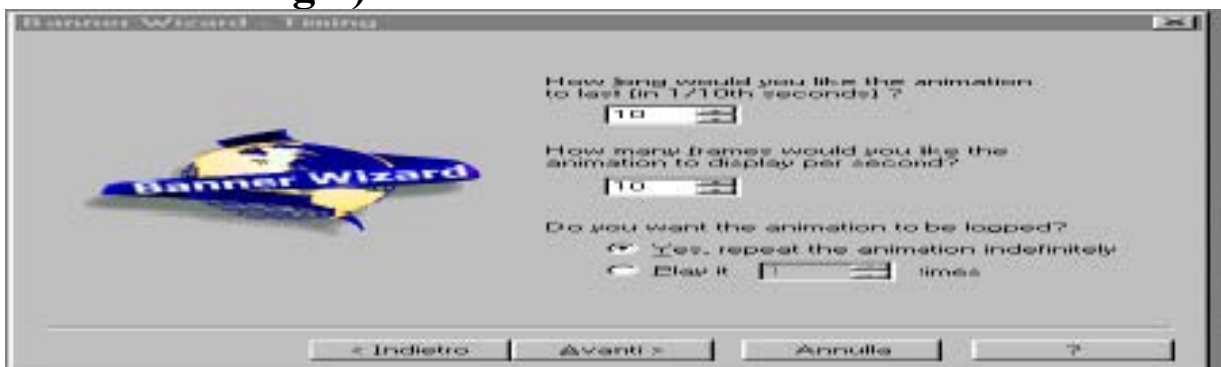 Banner Wizard - Timing
Banner Wizard
How long would you like the animation
to last (in 1/10th seconds) ?
10
How many frames would you like the
animation to display per second?
10
Do you want the animation to be looped?
Yes, repeat the animation indefinitely
Play it 1 times
< Indietro Avanti > Annulla ?